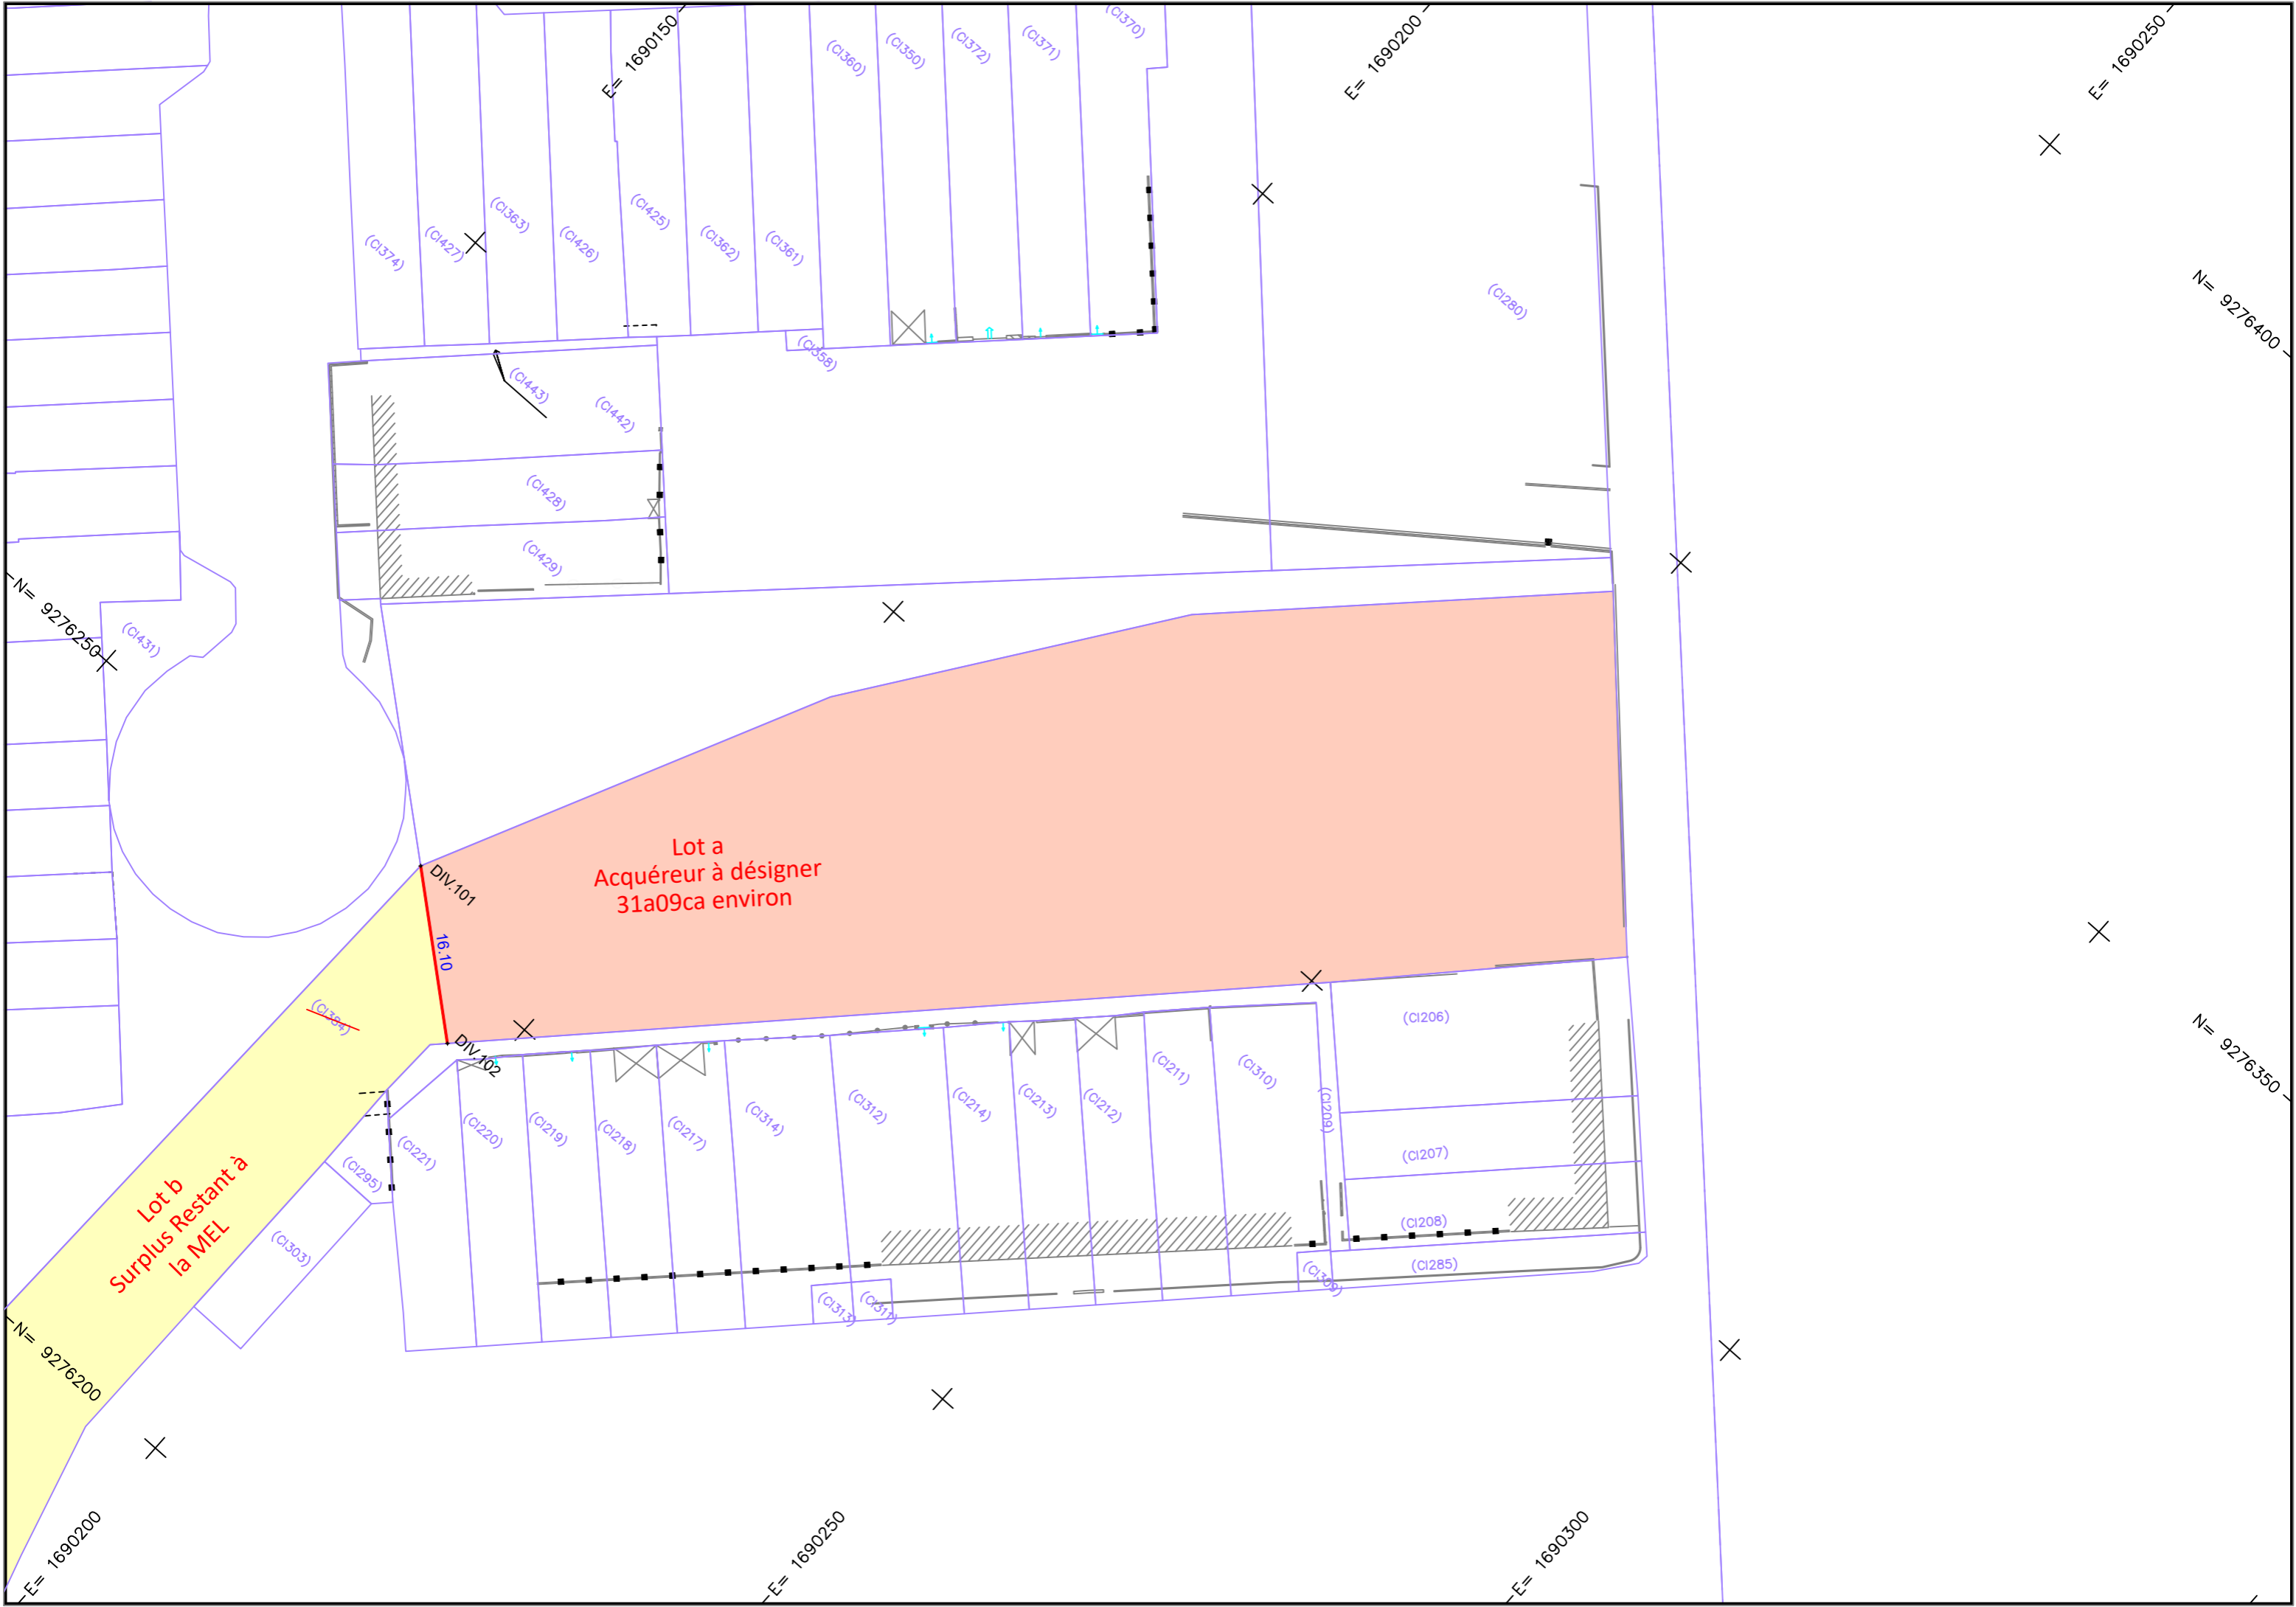 E= 1690150
E= 1690200
E= 1690250
(CI360)
(CI350)
(CI372)
(CI371)
(CI370)
(CI374)
(CI427)
(CI363)
(CI426)
(CI425)
(CI362)
(CI361)
(CI280)
N= 9276400
(CI358)
(CI443)
(CI442)
(CI428)
(CI429)
N= 9276250
(CI431)
Lot a
Acquéreur à désigner
31a09ca environ
DIV.101
16.10
DIV.102
(CI384)
(CI206)
N= 9276350
(CI221)
(CI295)
(CI303)
(CI220)
(CI219)
(CI218)
(CI217)
(CI314)
(CI312)
(CI214)
(CI213)
(CI212)
(CI211)
(CI310)
(CI209)
(CI207)
(CI208)
(CI285)
(CI309)
(CI313)
(CI311)
Lot b
Surplus Restant à
la MEL
N= 9276200
E= 1690200
E= 1690250
E= 1690300